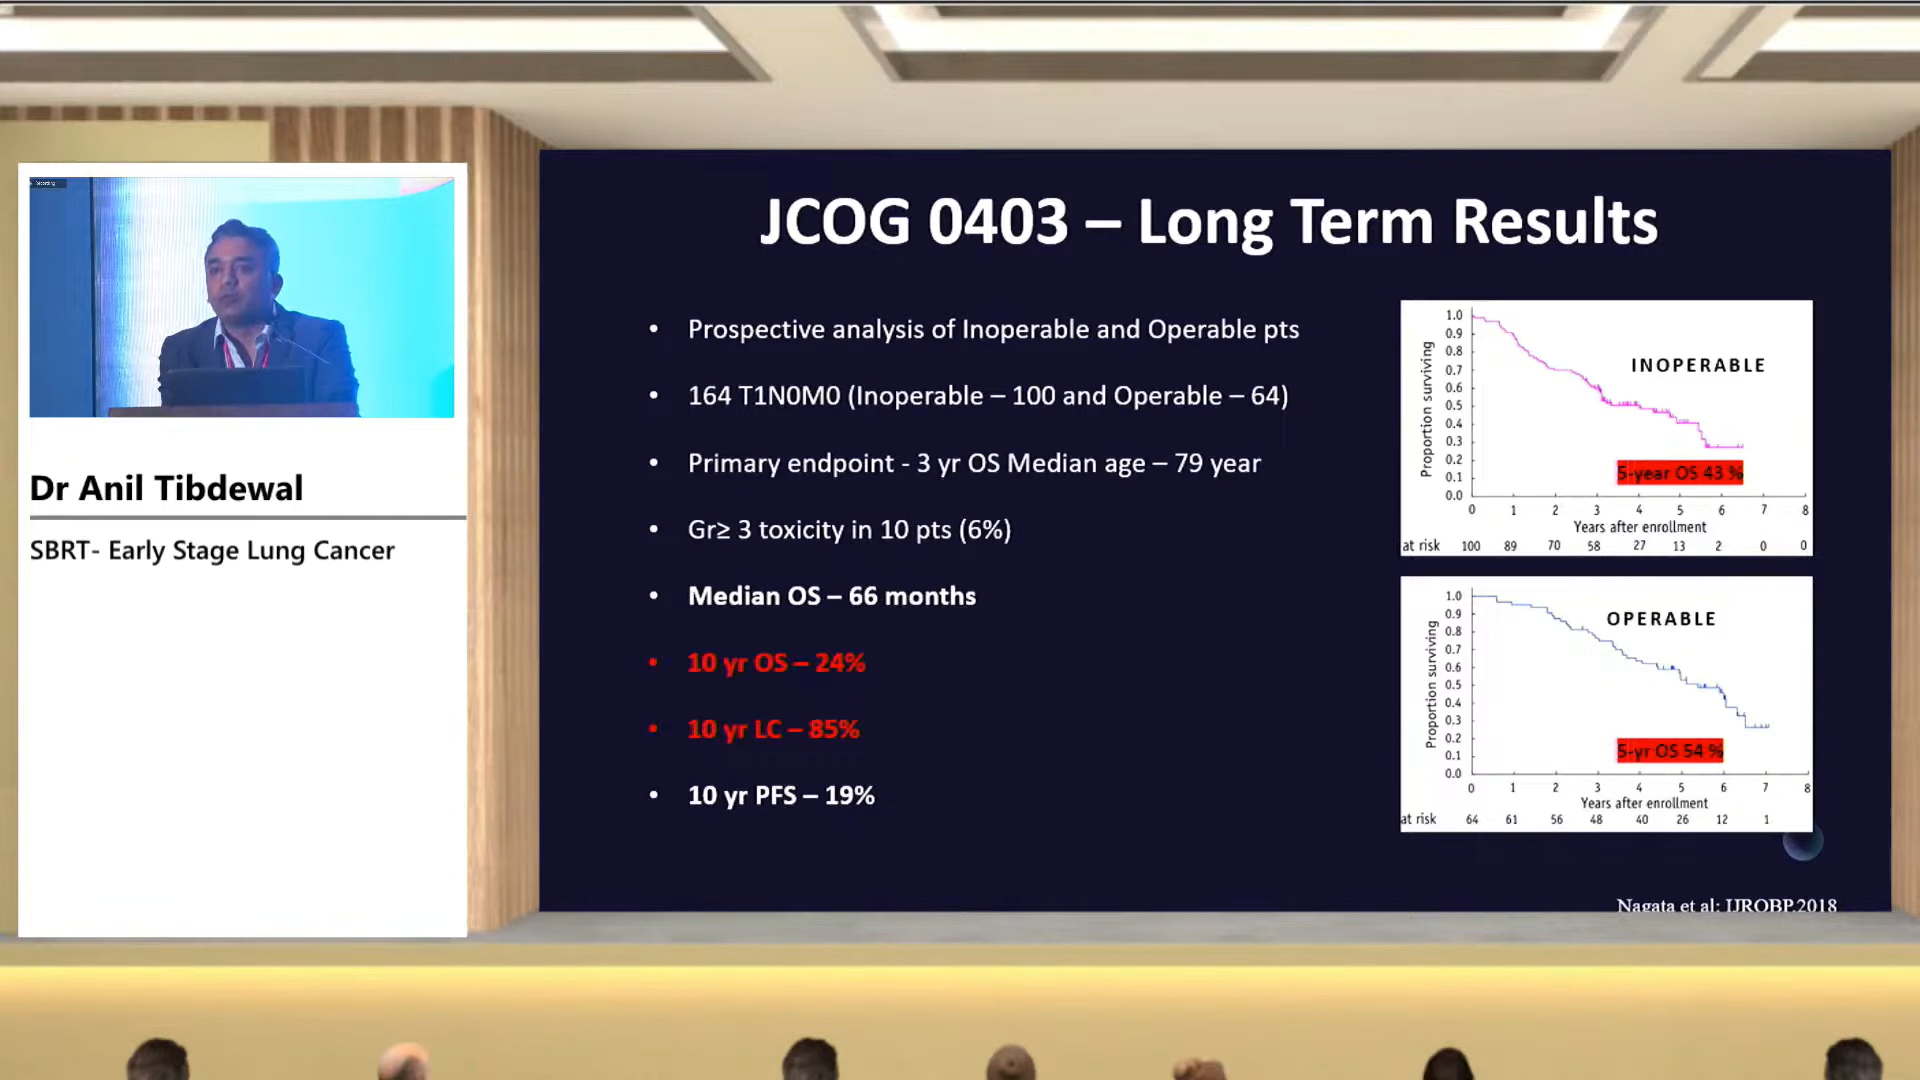 Recording
Dr Anil Tibdewal
SBRT- Early Stage Lung Cancer
JCOG 0403 – Long Term Results
• Prospective analysis of Inoperable and Operable pts
• 164 T1N0M0 (Inoperable – 100 and Operable – 64)
• Primary endpoint - 3 yr OS Median age – 79 year
• Gr≥ 3 toxicity in 10 pts (6%)
• Median OS – 66 months
• 10 yr OS – 24%
• 10 yr LC – 85%
• 10 yr PFS – 19%
Proportion surviving
1.0
0.9
0.8
0.7
0.6
0.5
0.4
0.3
0.2
0.1
0.0
INOPERABLE
5-year OS 43 %
0 1 2 3 4 5 6 7 8
Years after enrollment
at risk 100 89 70 58 27 13 2 0 0
Proportion surviving
1.0
0.9
0.8
0.7
0.6
0.5
0.4
0.3
0.2
0.1
0.0
OPERABLE
5-yr OS 54 %
0 1 2 3 4 5 6 7 8
Years after enrollment
at risk 64 61 56 48 40 26 12 1
Nagata et al: IJROBP.2018